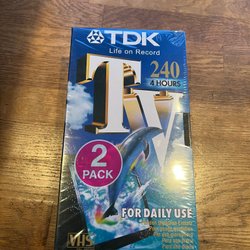 TDK
Life on Record
TV
240
4 HOURS
2
PACK
FOR DAILY USE
VHS